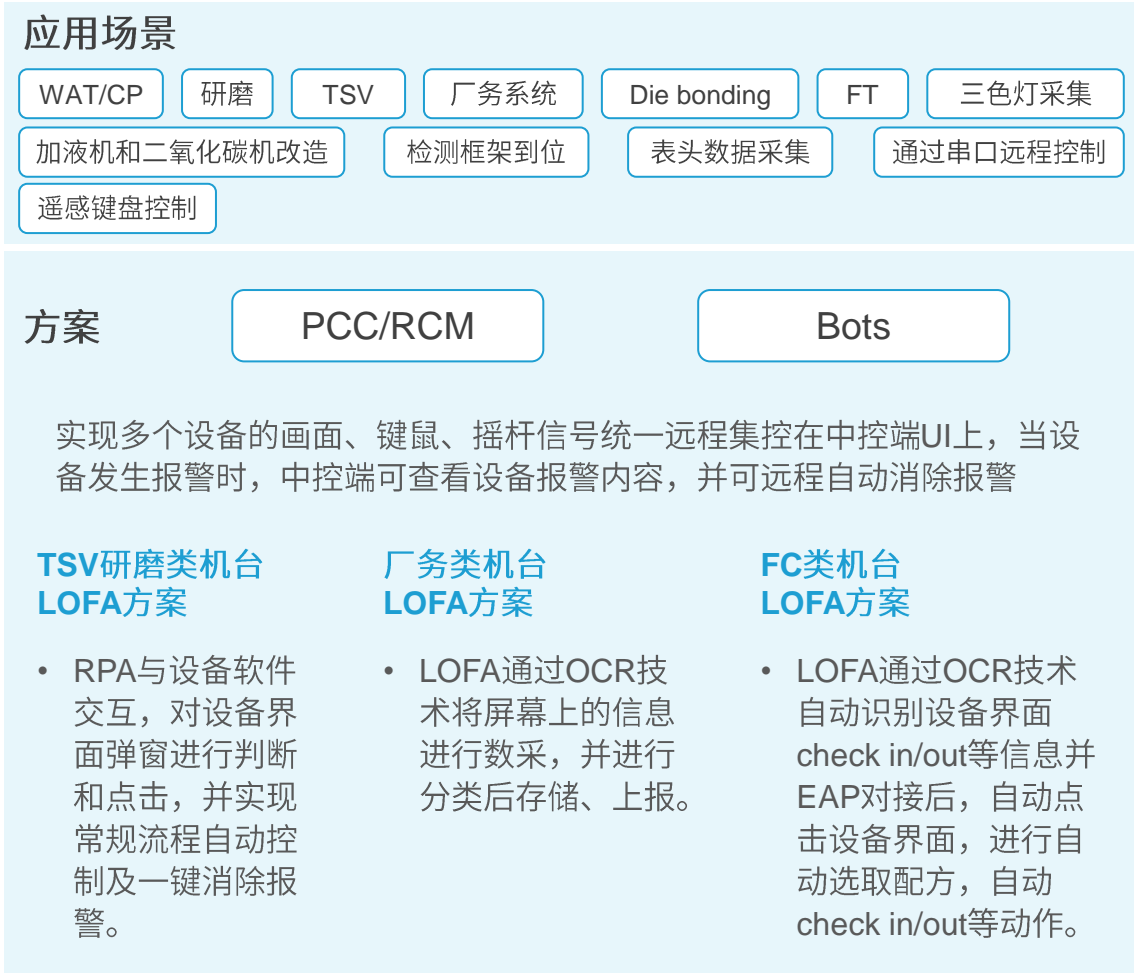 应用场景
WAT/CP 研磨 TSV 厂务系统 Die bonding FT 三色灯采集
加液机和二氧化碳机改造 检测框架到位 表头数据采集 通过串口远程控制
遥感键盘控制
方案 PCC/RCM Bots
实现多个设备的画面、键鼠、摇杆信号统一远程集控在中控端UI上，当设
备发生报警时，中控端可查看设备报警内容，并可远程自动消除报警
TSV研磨类机台
LOFA方案
• RPA与设备软件
交互，对设备界
面弹窗进行判断
和点击，并实现
常规流程自动控
制及一键消除报
警。
厂务类机台
LOFA方案
• LOFA通过OCR技
术将屏幕上的信息
进行数采，并进行
分类后存储、上报。
FC类机台
LOFA方案
• LOFA通过OCR技术
自动识别设备界面
check in/out等信息并
EAP对接后，自动点
击设备界面，进行自
动选取配方，自动
check in/out等动作。